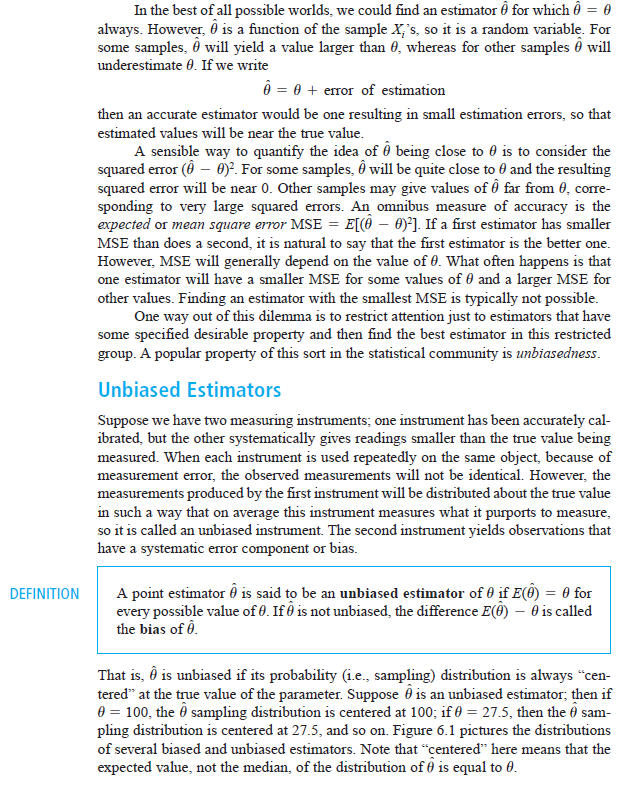 In the best of all possible worlds, we could find an estimator θ̂ for which θ̂ = θ
always. However, θ̂ is a function of the sample Xᵢ’s, so it is a random variable. For
some samples, θ̂ will yield a value larger than θ, whereas for other samples θ̂ will
underestimate θ. If we write
θ̂ = θ + error of estimation
then an accurate estimator would be one resulting in small estimation errors, so that
estimated values will be near the true value.
A sensible way to quantify the idea of θ̂ being close to θ is to consider the
squared error (θ̂ − θ)². For some samples, θ̂ will be quite close to θ and the resulting
squared error will be near 0. Other samples may give values of θ̂ far from θ, corre-
sponding to very large squared errors. An omnibus measure of accuracy is the
expected or mean square error MSE = E[(θ̂ − θ)²]. If a first estimator has smaller
MSE than does a second, it is natural to say that the first estimator is the better one.
However, MSE will generally depend on the value of θ. What often happens is that
one estimator will have a smaller MSE for some values of θ and a larger MSE for
other values. Finding an estimator with the smallest MSE is typically not possible.
One way out of this dilemma is to restrict attention just to estimators that have
some specified desirable property and then find the best estimator in this restricted
group. A popular property of this sort in the statistical community is unbiasedness.
Unbiased Estimators
Suppose we have two measuring instruments; one instrument has been accurately cal-
ibrated, but the other systematically gives readings smaller than the true value being
measured. When each instrument is used repeatedly on the same object, because of
measurement error, the observed measurements will not be identical. However, the
measurements produced by the first instrument will be distributed about the true value
in such a way that on average this instrument measures what it purports to measure,
so it is called an unbiased instrument. The second instrument yields observations that
have a systematic error component or bias.
DEFINITION
A point estimator θ̂ is said to be an unbiased estimator of θ if E(θ̂) = θ for
every possible value of θ. If θ̂ is not unbiased, the difference E(θ̂) − θ is called
the bias of θ̂.
That is, θ̂ is unbiased if its probability (i.e., sampling) distribution is always “cen-
tered” at the true value of the parameter. Suppose θ̂ is an unbiased estimator; then if
θ = 100, the θ̂ sampling distribution is centered at 100; if θ = 27.5, then the θ̂ sam-
pling distribution is centered at 27.5, and so on. Figure 6.1 pictures the distributions
of several biased and unbiased estimators. Note that “centered” here means that the
expected value, not the median, of the distribution of θ̂ is equal to θ.